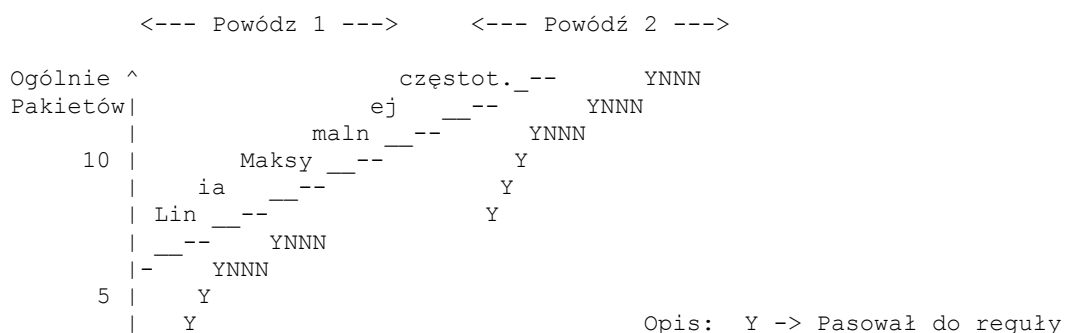 <--- Powódz 1 --->     <--- Powódź 2 --->
Ogólnie ^                  częstot._--      YNNN
Pakietów|                ej   __--      YNNN
        |            maln __--      YNNN
     10 |       Maksy __--         Y
        |    ia   __--            Y
        | Lin __--               Y
        | __--    YNNN
        |-    YNNN
      5 |    Y
        |   Y                              Opis:  Y -> Pasował do reguły